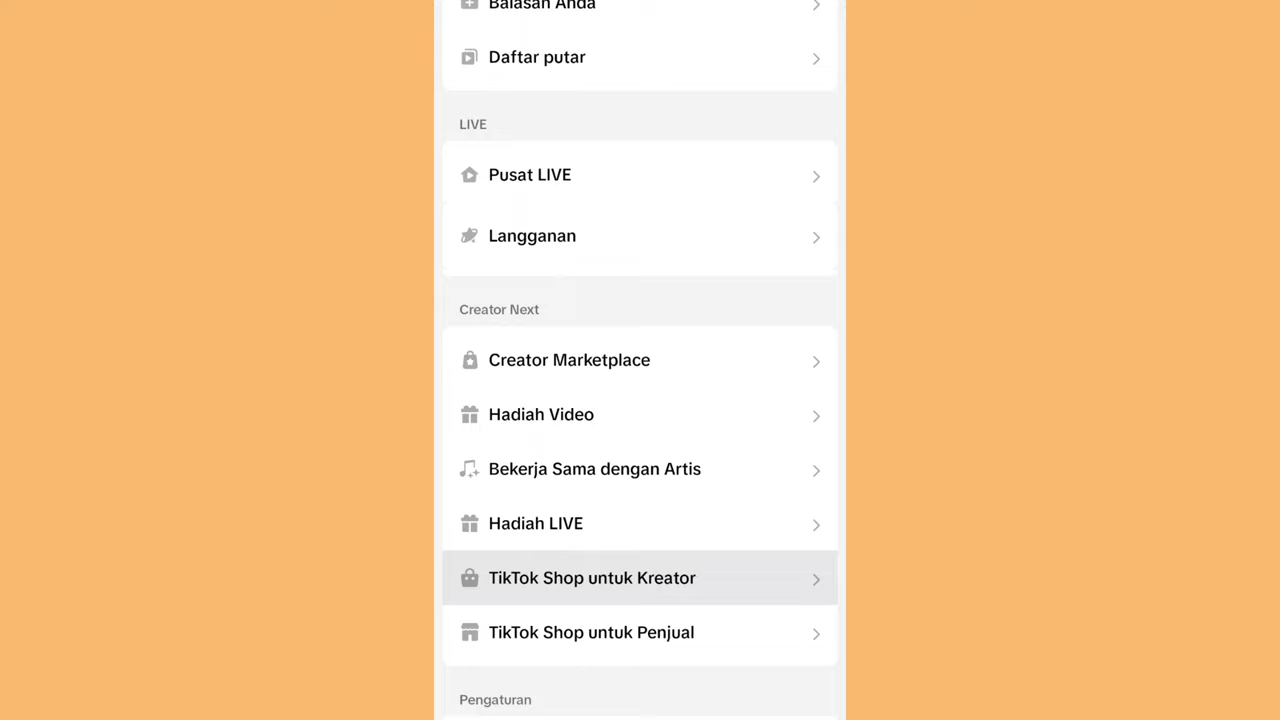 Balasan Anda
Daftar putar
LIVE
Pusat LIVE
Langganan
Creator Next
Creator Marketplace
Hadiah Video
Bekerja Sama dengan Artis
Hadiah LIVE
TikTok Shop untuk Kreator
TikTok Shop untuk Penjual
Pengaturan